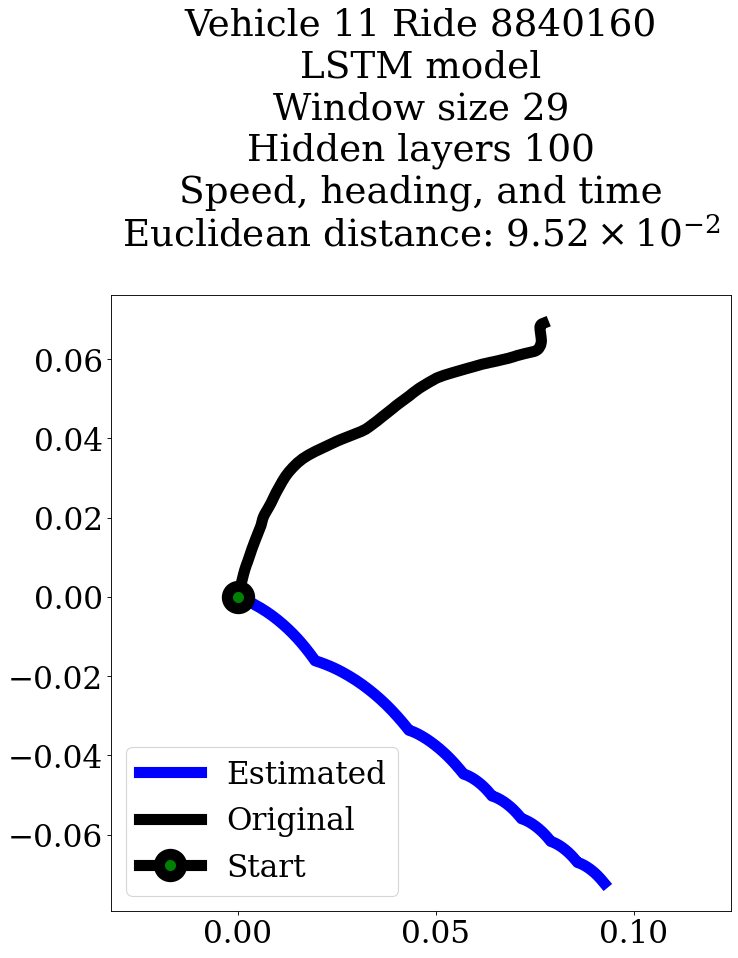 Vehicle 11 Ride 8840160
LSTM model
Window size 29
Hidden layers 100
Speed, heading, and time
Euclidean distance: 9.52 × 10⁻²
0.06
0.04
0.02
0.00
−0.02
−0.04
−0.06
Estimated
Original
Start
0.00 0.05 0.10